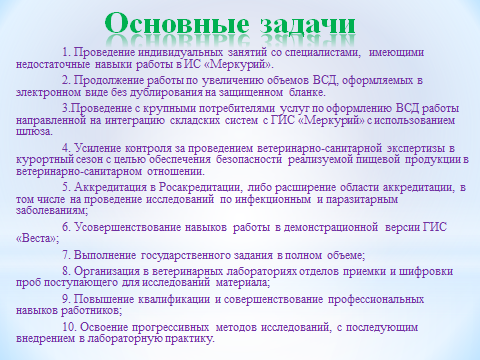 Основные задачи
1. Проведение индивидуальных занятий со специалистами, имеющими
недостаточные навыки работы в ИС «Меркурий».
2. Продолжение работы по увеличению объемов ВСД, оформляемых в
электронном виде без дублирования на защищенном бланке.
3.Проведение с крупными потребителями услуг по оформлению ВСД работы
направленной на интеграцию складских систем с ГИС «Меркурий» с использованием
шлюза.
4. Усиление контроля за проведением ветеринарно-санитарной экспертизы в
курортный сезон с целью обеспечения безопасности реализуемой пищевой продукции в
ветеринарно-санитарном отношении.
5. Аккредитация в Росакредитации, либо расширение области аккредитации, в
том числе на проведение исследований по инфекционным и паразитарным
заболеваниям;
6. Усовершенствование навыков работы в демонстрационной версии ГИС
«Веста»;
7. Выполнение государственного задания в полном объеме;
8. Организация в ветеринарных лабораториях отделов приемки и шифровки
проб поступающего для исследований материала;
9. Повышение квалификации и совершенствование профессиональных
навыков работников;
10. Освоение прогрессивных методов исследований, с последующим
внедрением в лабораторную практику.